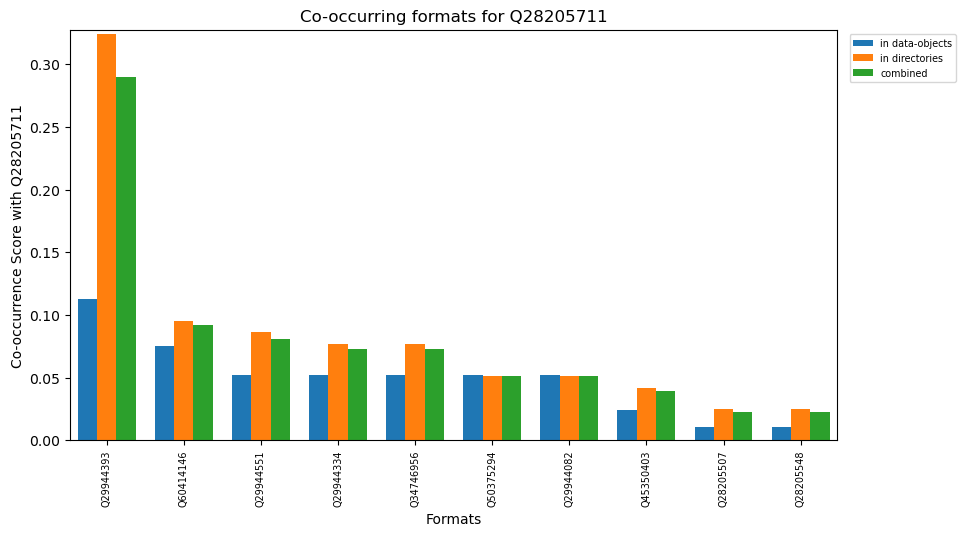 Co-occurring formats for Q28205711
in data-objects
in directories
combined
Co-occurrence Score with Q28205711
0.30
0.25
0.20
0.15
0.10
0.05
0.00
Q29944393
Q60414146
Q29944551
Q29944334
Q34746956
Q50375294
Q29944082
Q45350403
Q28205507
Q28205548
Formats